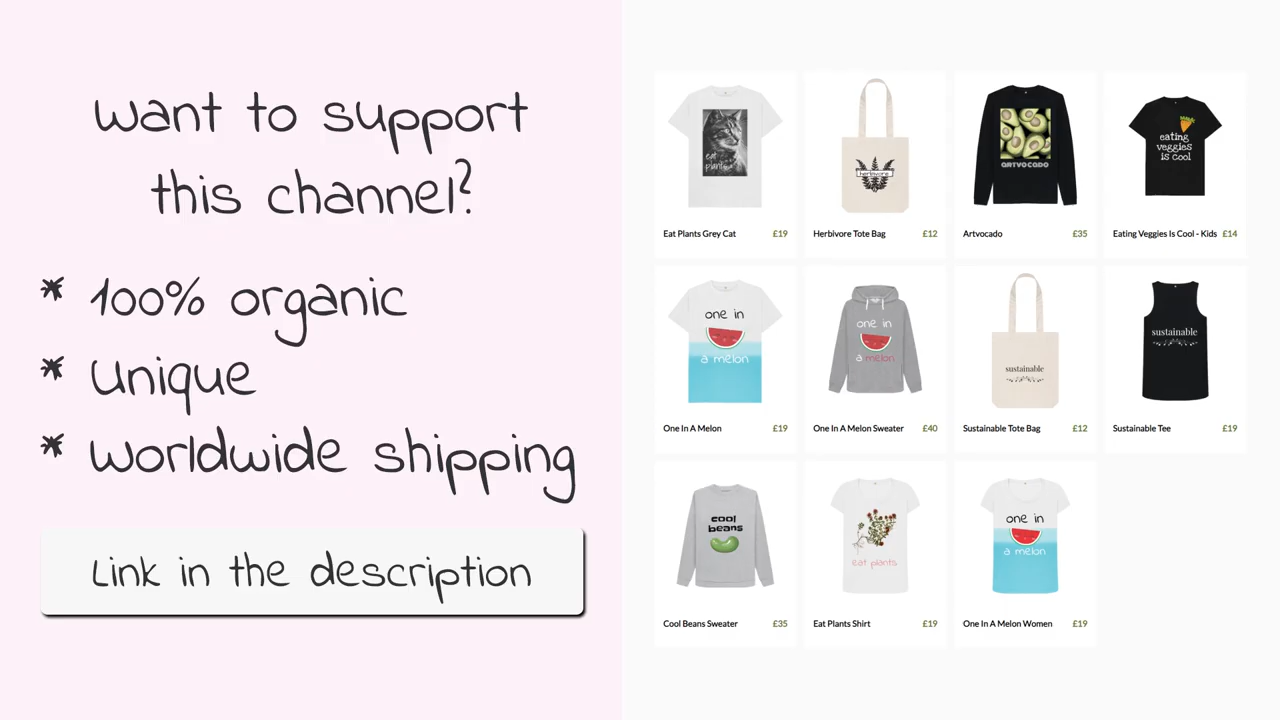 Want to support
this channel?
* 100% organic
* Unique
* Worldwide shipping
Link in the description
eat
plants
Eat Plants Grey Cat £19
herbivore
Herbivore Tote Bag £12
ARTVOCADO
Artvocado £35
eating
veggies
is cool
Eating Veggies Is Cool - Kids £14
one in
a melon
One In A Melon £19
one in
a melon
One In A Melon Sweater £40
sustainable
Sustainable Tote Bag £12
sustainable
Sustainable Tee £19
cool
beans
Cool Beans Sweater £35
Eat plants
Eat Plants Shirt £19
one in
a melon
One In A Melon Women £19